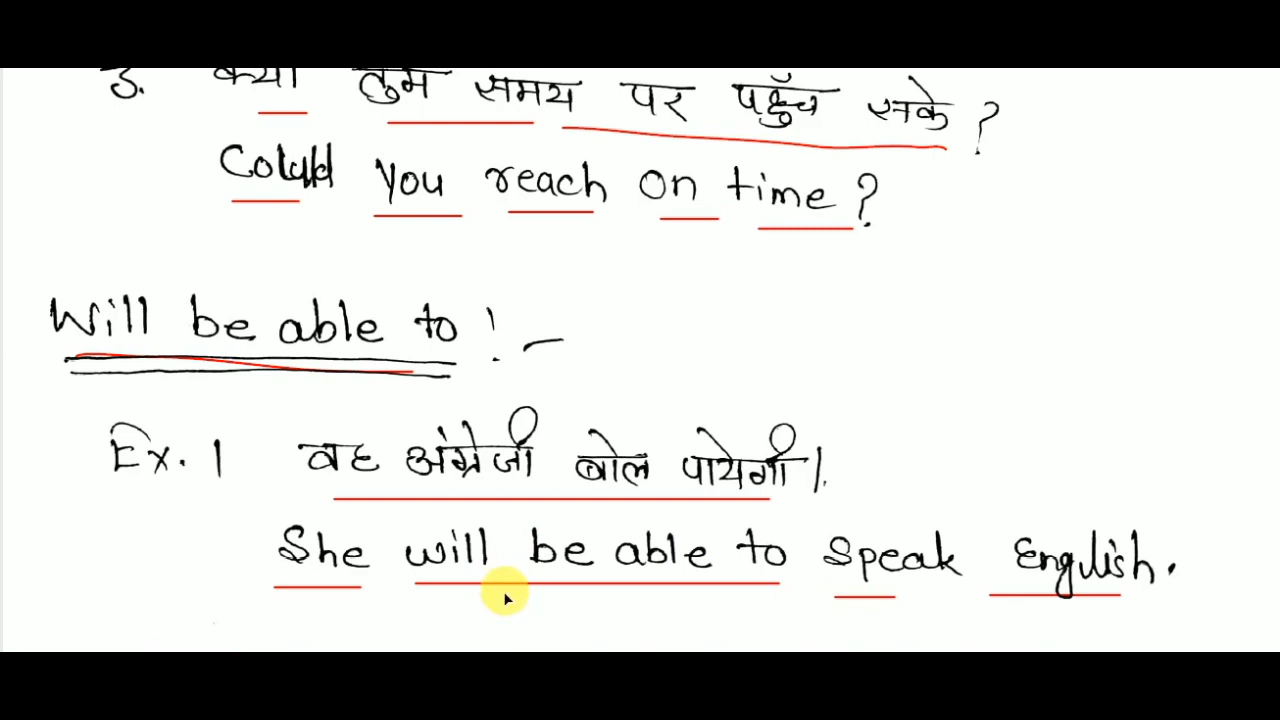 3. क्या तुम समय पर पहुँच सके?
Could you reach on time?
Will be able to :-
Ex. 1 वह अंग्रेजी बोल पायेगी।
She will be able to speak English.